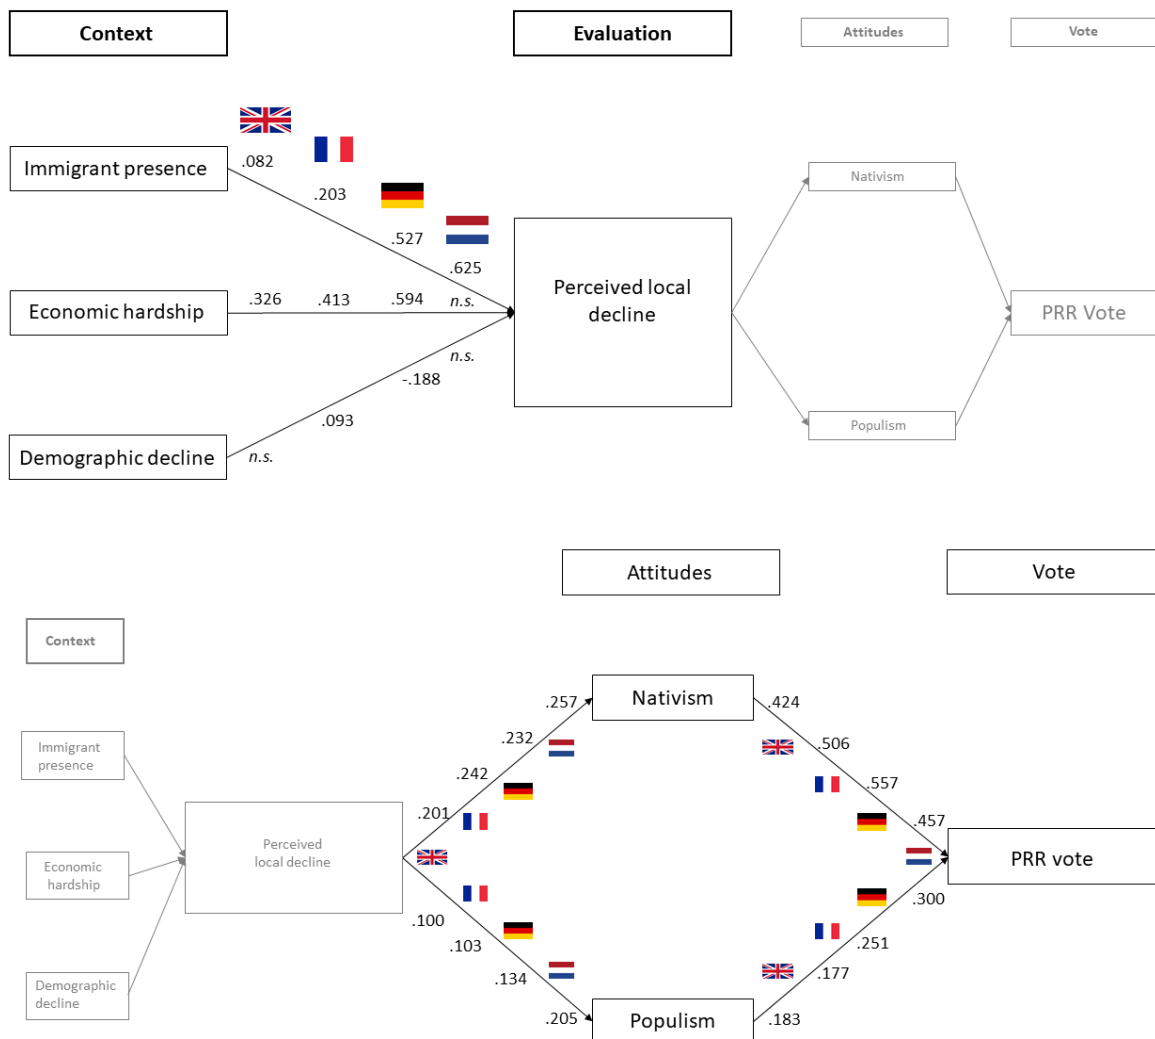 Context
Evaluation
Attitudes
Vote
Immigrant presence
.082
.203
.527
.625
Nativism
Economic hardship
.326
.413
.594
n.s.
Perceived local
decline
PRR Vote
Demographic decline
n.s.
.093
-.188
n.s.
Populism
Attitudes
Vote
Context
Immigrant
presence
Economic
hardship
Demographic
decline
Perceived
local decline
.201
.242
.232
.257
Nativism
.424
.506
.557
.457
PRR vote
.100
.103
.134
.205
Populism
.183
.177
.251
.300